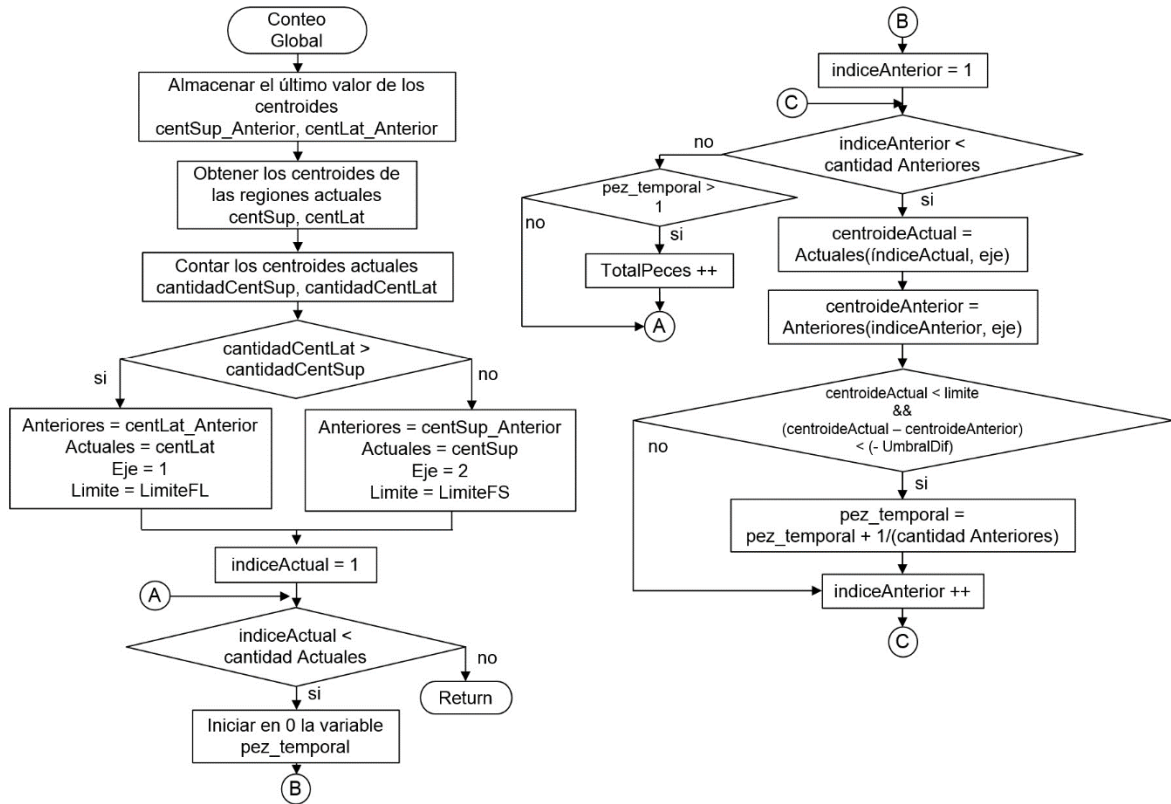 Conteo
Global
Almacenar el último valor de los
centroides
centSup_Anterior, centLat_Anterior
Obtener los centroides de
las regiones actuales
centSup, centLat
Contar los centroides actuales
cantidadCentSup, cantidadCentLat
cantidadCentLat >
cantidadCentSup
si
no
Anteriores = centLat_Anterior
Actuales = centLat
Eje = 1
Limite = LimiteFL
Anteriores = centSup_Anterior
Actuales = centSup
Eje = 2
Limite = LimiteFS
indiceActual = 1
A
indiceActual <
cantidad Actuales
no
Return
si
Iniciar en 0 la variable
pez_temporal
B
B
indiceAnterior = 1
C
indiceAnterior <
cantidad Anteriores
no
pez_temporal >
1
no
si
TotalPeces ++
A
si
centroideActual =
Actuales(índiceActual, eje)
centroideAnterior =
Anteriores(indiceAnterior, eje)
centroideActual < limite
&&
(centroideActual – centroideAnterior)
< (- UmbralDif)
no
si
pez_temporal =
pez_temporal + 1/(cantidad Anteriores)
indiceAnterior ++
C